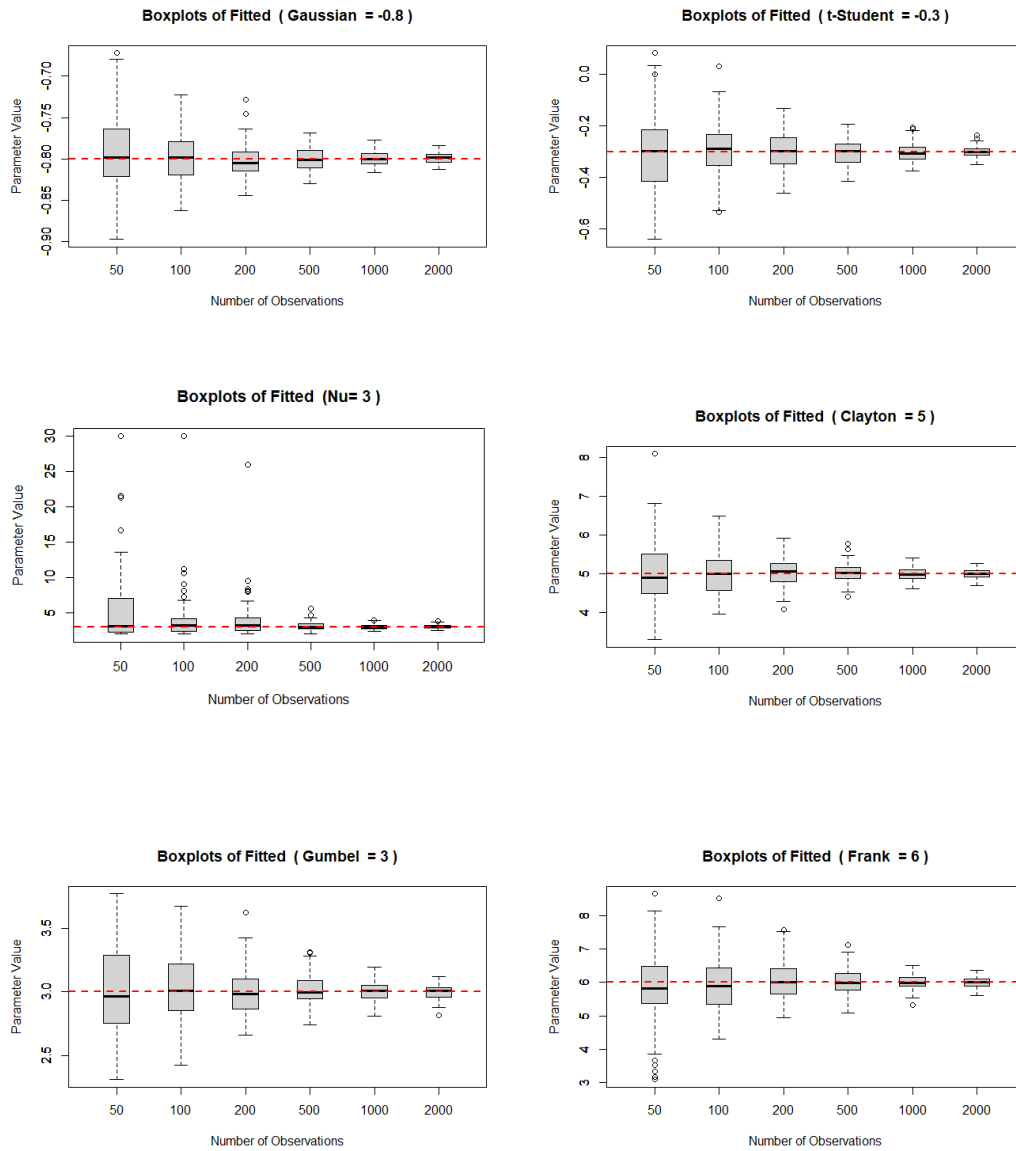 Boxplots of Fitted ( Gaussian = -0.8 )
Parameter Value
-0.70
-0.75
-0.80
-0.85
-0.90
50 100 200 500 1000 2000
Number of Observations
Boxplots of Fitted ( t-Student = -0.3 )
Parameter Value
0.0
-0.2
-0.4
-0.6
50 100 200 500 1000 2000
Number of Observations
Boxplots of Fitted (Nu= 3 )
Parameter Value
30
25
20
15
10
5
50 100 200 500 1000 2000
Number of Observations
Boxplots of Fitted ( Clayton = 5 )
Parameter Value
8
7
6
5
4
50 100 200 500 1000 2000
Number of Observations
Boxplots of Fitted ( Gumbel = 3 )
Parameter Value
3.5
3.0
2.5
50 100 200 500 1000 2000
Number of Observations
Boxplots of Fitted ( Frank = 6 )
Parameter Value
8
7
6
5
4
3
50 100 200 500 1000 2000
Number of Observations